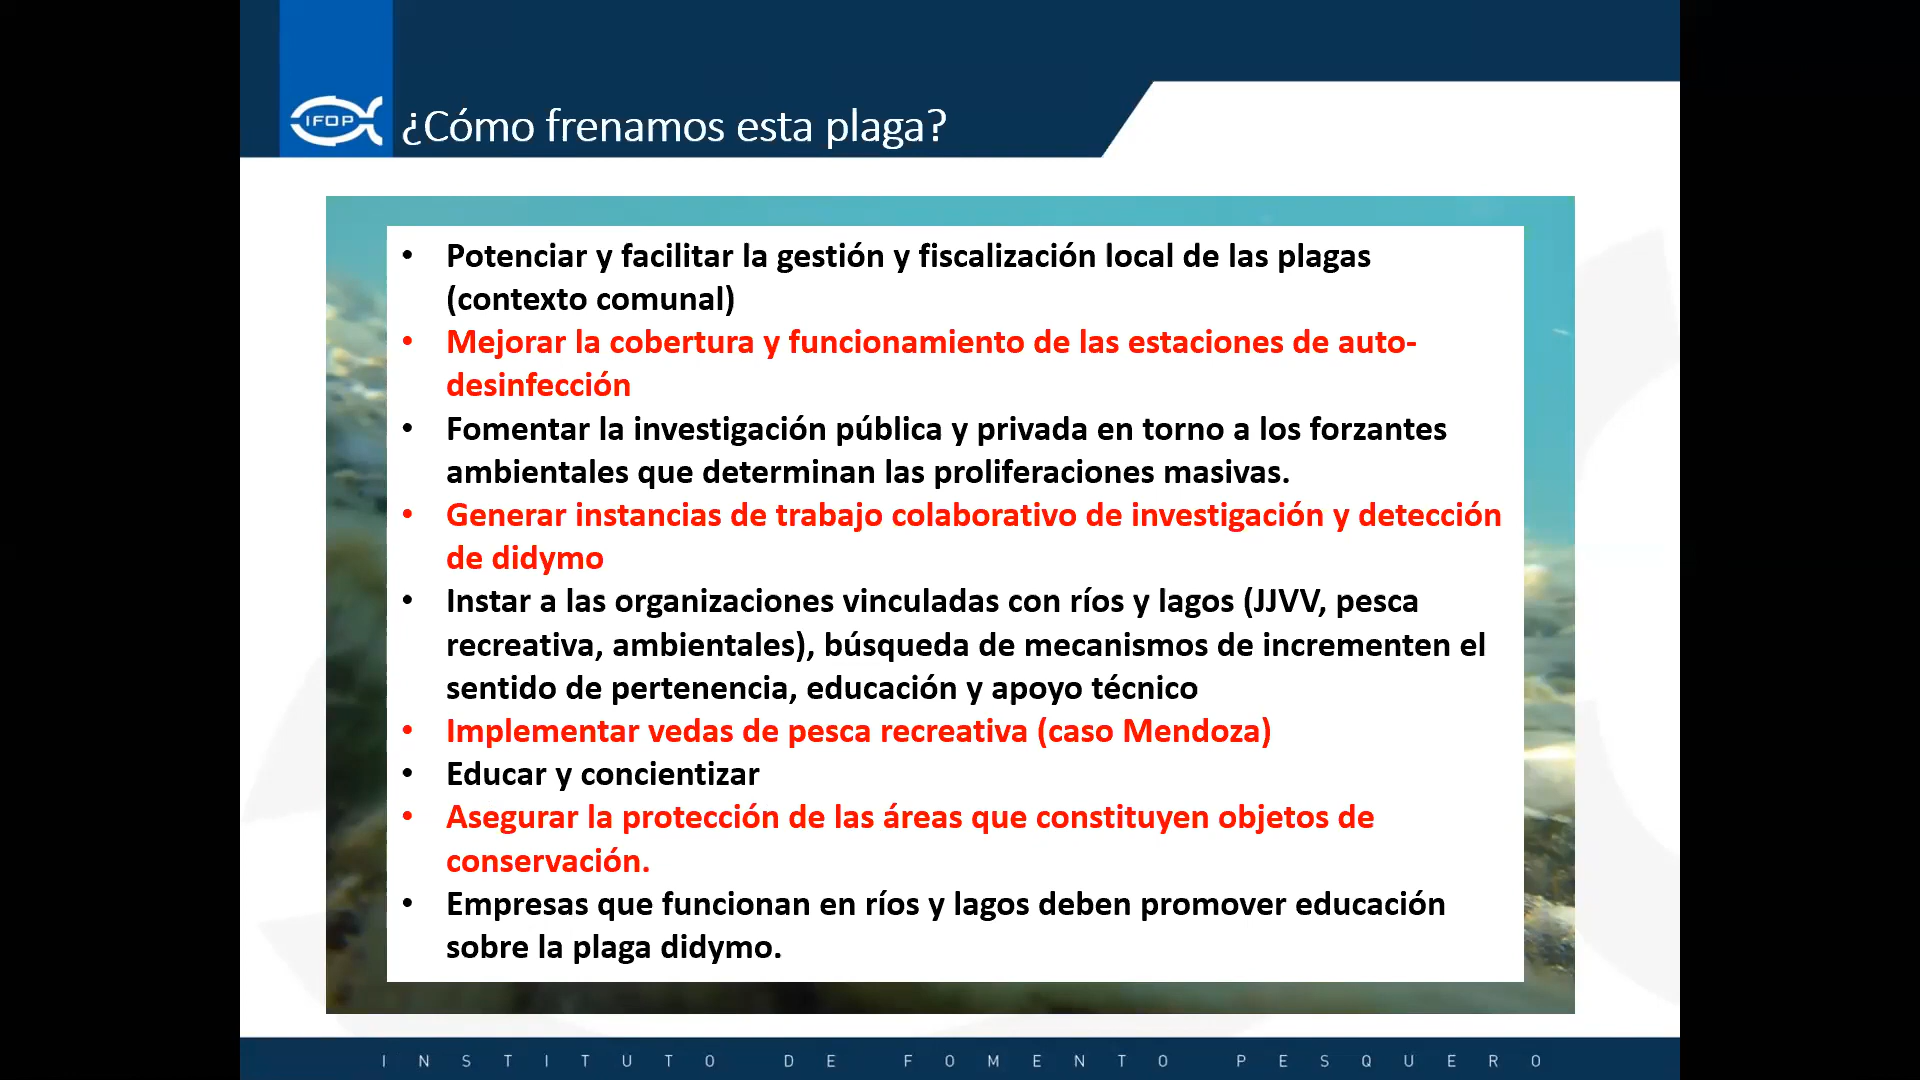 IFOP
¿Cómo frenamos esta plaga?
• Potenciar y facilitar la gestión y fiscalización local de las plagas
(contexto comunal)
• Mejorar la cobertura y funcionamiento de las estaciones de auto-
desinfección
• Fomentar la investigación pública y privada en torno a los forzantes
ambientales que determinan las proliferaciones masivas.
• Generar instancias de trabajo colaborativo de investigación y detección
de didymo
• Instar a las organizaciones vinculadas con ríos y lagos (JJVV, pesca
recreativa, ambientales), búsqueda de mecanismos de incrementen el
sentido de pertenencia, educación y apoyo técnico
• Implementar vedas de pesca recreativa (caso Mendoza)
• Educar y concientizar
• Asegurar la protección de las áreas que constituyen objetos de
conservación.
• Empresas que funcionan en ríos y lagos deben promover educación
sobre la plaga didymo.
INSTITUTO DE FOMENTO PESQUERO